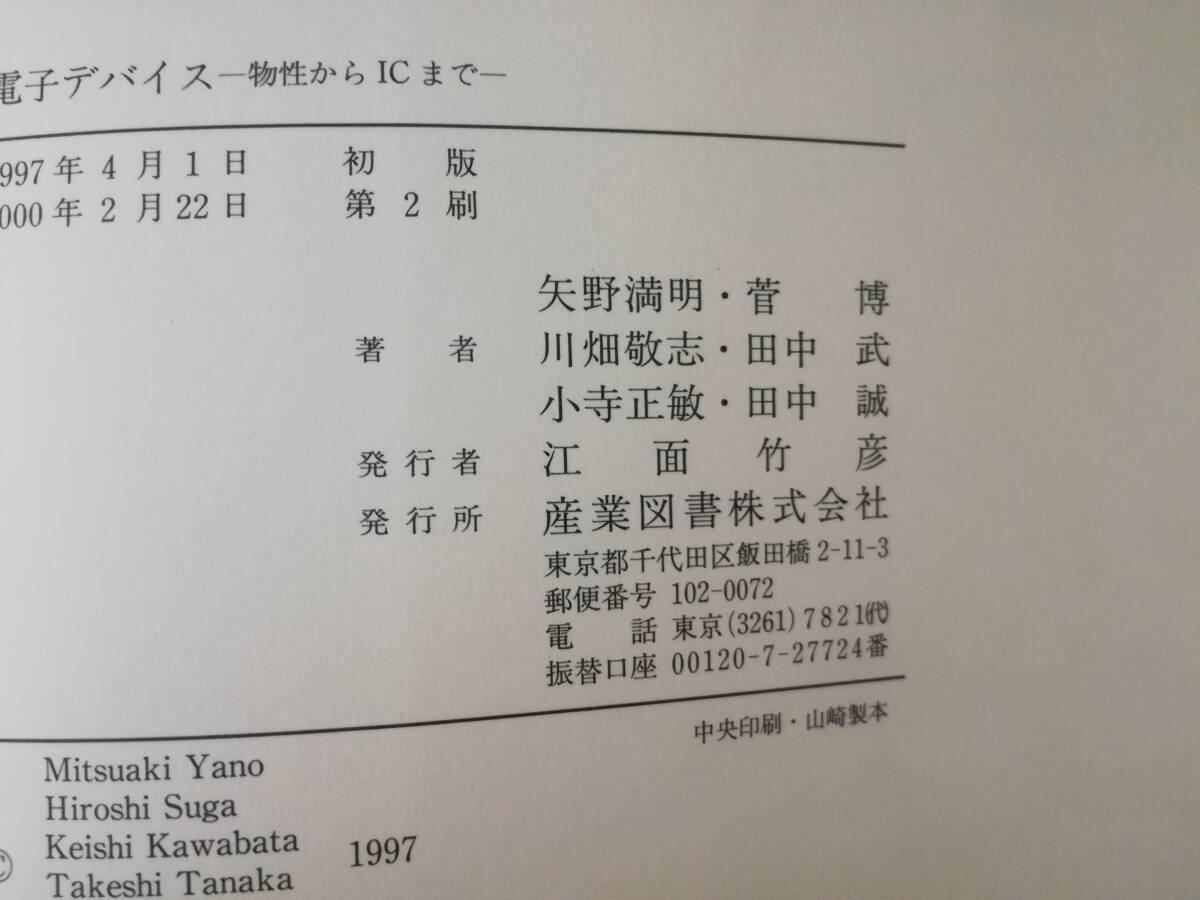 電子デバイス―物性から IC まで―
997年 4 月 1 日 初 版
000年 2 月 22 日 第 2 刷
矢野満明・菅 博
著 者 川畑敬志・田中 武
小寺正敏・田中 誠
発行者 江面竹彦
発行所 産業図書株式会社
東京都千代田区飯田橋2-11-3
郵便番号 102-0072
電 話 東京(3261)7821(代)
振替口座 00120-7-27724番
中央印刷・山崎製本
Mitsuaki Yano
Hiroshi Suga
Keishi Kawabata
© 1997
Takeshi Tanaka